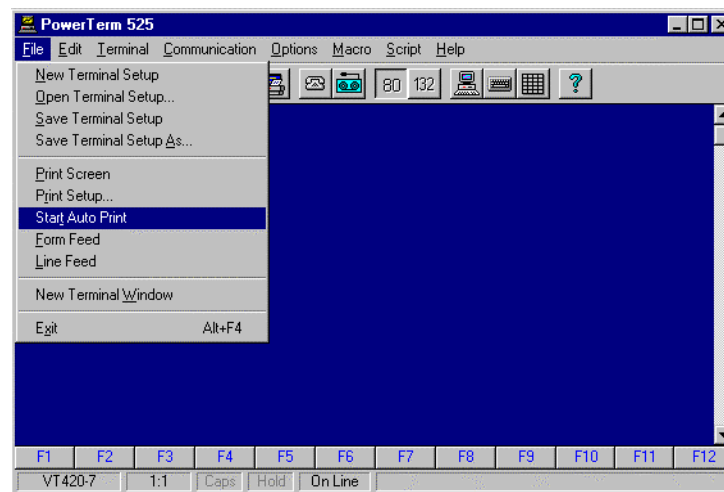 PowerTerm 525
File Edit Terminal Communication Options Macro Script Help
80 132
New Terminal Setup
Open Terminal Setup...
Save Terminal Setup
Save Terminal Setup As...
Print Screen
Print Setup...
Start Auto Print
Form Feed
Line Feed
New Terminal Window
Exit Alt+F4
F1 F2 F3 F4 F5 F6 F7 F8 F9 F10 F11 F12
VT420-7 1:1 Caps Hold On Line